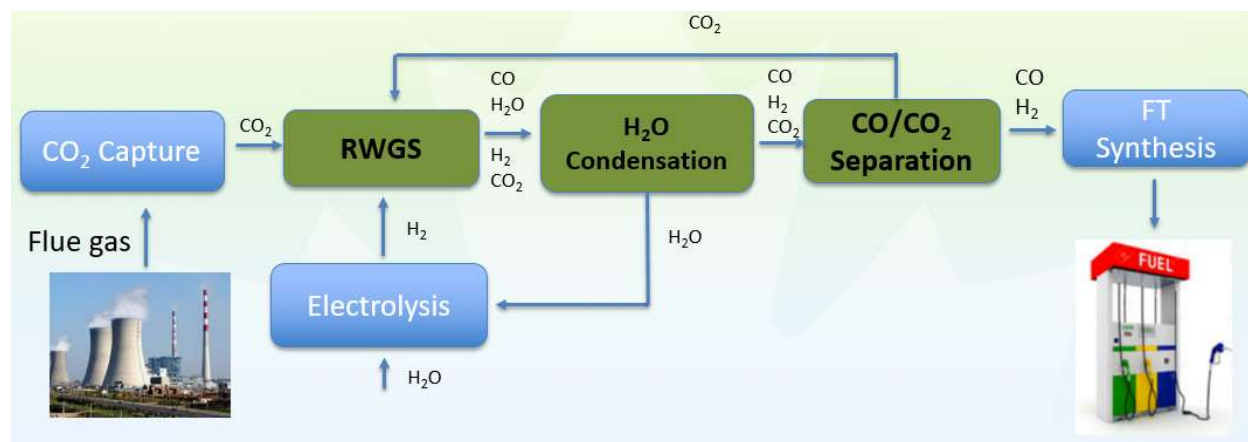 CO₂
CO₂ Capture
CO₂
RWGS
CO
H₂O
H₂
CO₂
H₂O
Condensation
CO
H₂
CO₂
CO/CO₂
Separation
CO
H₂
FT
Synthesis
Flue gas
H₂
H₂O
Electrolysis
H₂O
FUEL